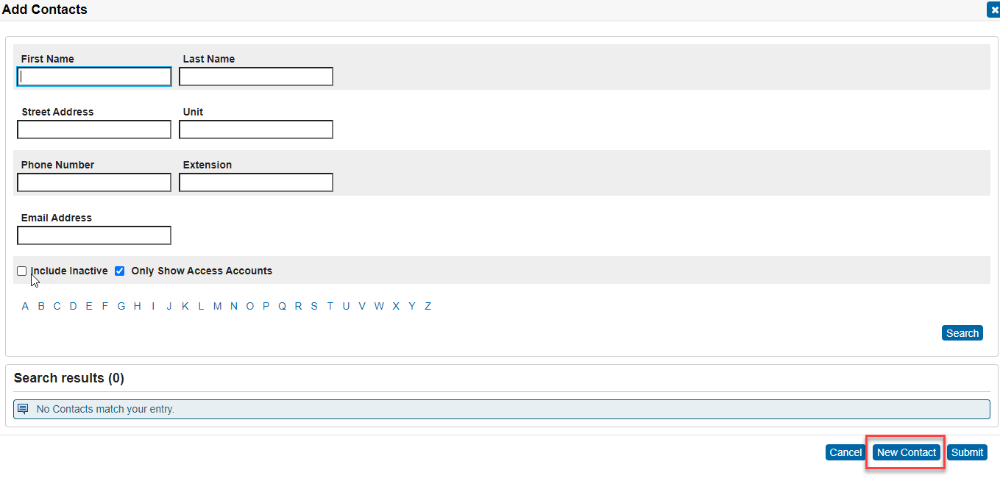 Add Contacts
First Name Last Name
Street Address Unit
Phone Number Extension
Email Address
Include Inactive Only Show Access Accounts
A B C D E F G H I J K L M N O P Q R S T U V W X Y Z
Search
Search results (0)
No Contacts match your entry.
Cancel New Contact Submit